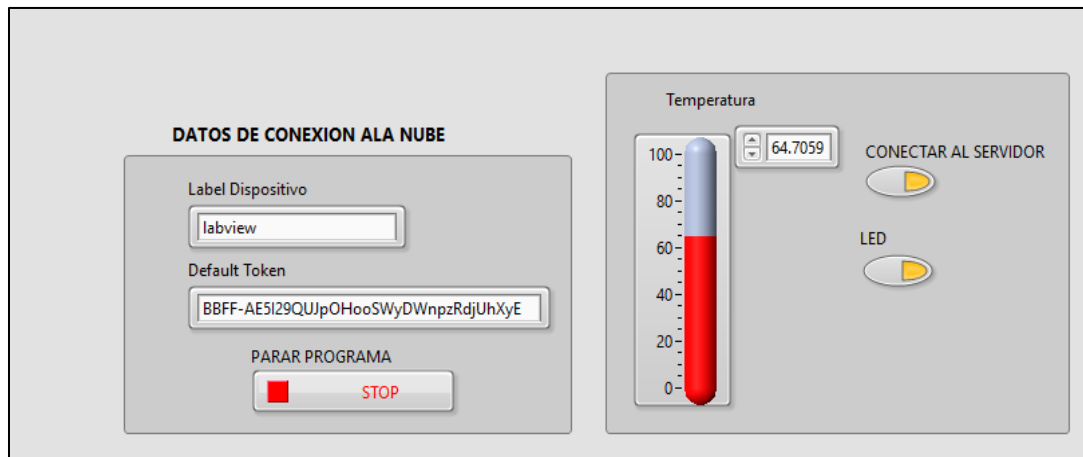 DATOS DE CONEXION ALA NUBE
Label Dispositivo
labview
Default Token
BBFF-AE5I29QUJpOHooSWyDWnpzRdjUhXyE
PARAR PROGRAMA
STOP
Temperatura
64.7059
100
80
60
40
20
0
CONECTAR AL SERVIDOR
LED